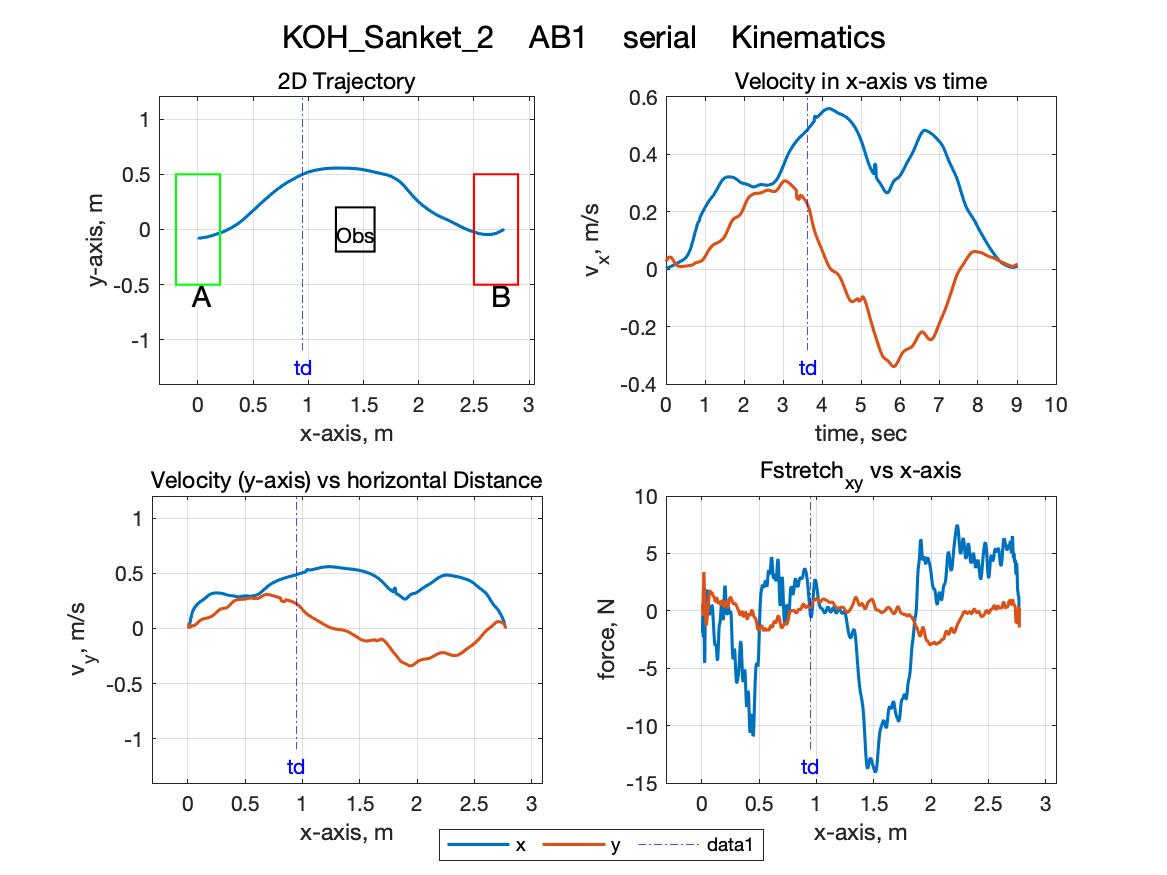 KOH_Sanket_2 AB1 serial Kinematics
2D Trajectory
1
0.5
0
-0.5
-1
y-axis, m
A
Obs
B
td
0 0.5 1 1.5 2 2.5 3
x-axis, m
Velocity in x-axis vs time
0.6
0.4
0.2
0
-0.2
-0.4
vx, m/s
td
0 1 2 3 4 5 6 7 8 9 10
time, sec
Velocity (y-axis) vs horizontal Distance
1
0.5
0
-0.5
-1
vy, m/s
td
0 0.5 1 1.5 2 2.5 3
x-axis, m
Fstretchxy vs x-axis
10
5
0
-5
-10
-15
force, N
td
0 0.5 1 1.5 2 2.5 3
x-axis, m
x y data1